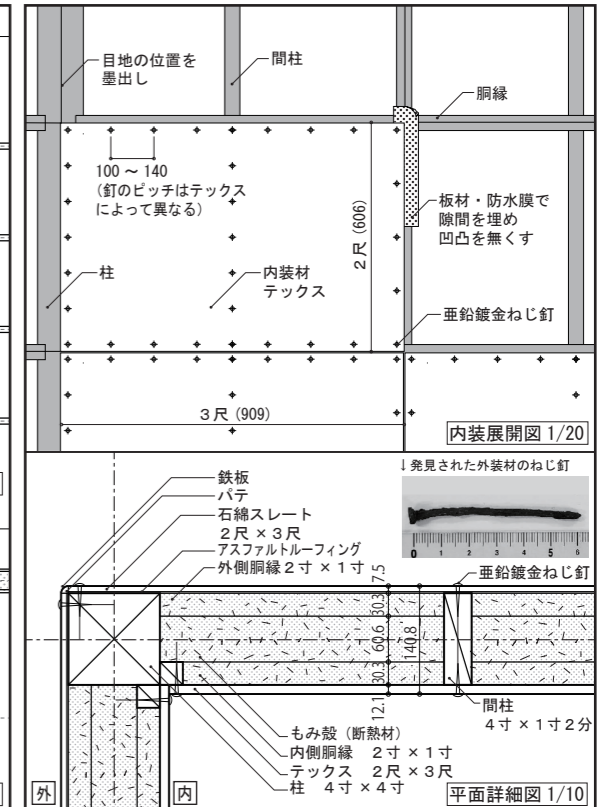 目地の位置を
墨出し
間柱
胴縁
100 ~ 140
(釘のピッチはテックス
によって異なる)
2尺 (606)
板材・防水膜で
隙間を埋め
凹凸を無くす
柱
内装材
テックス
亜鉛鍍金ねじ釘
3尺 (909)
内装展開図 1/20
鉄板
パテ
石綿スレート
2尺×3尺
アスファルトルーフィング
外側胴縁2寸×1寸
↓発見された外装材のねじ釘
0 1 2 3 4 5 6
亜鉛鍍金ねじ釘
7.5
30.3
60.6
30.3
12.1
140.8
間柱
4寸×1寸2分
もみ殻(断熱材)
内側胴縁 2寸×1寸
テックス 2尺×3尺
柱 4寸×4寸
外
内
平面詳細図 1/10